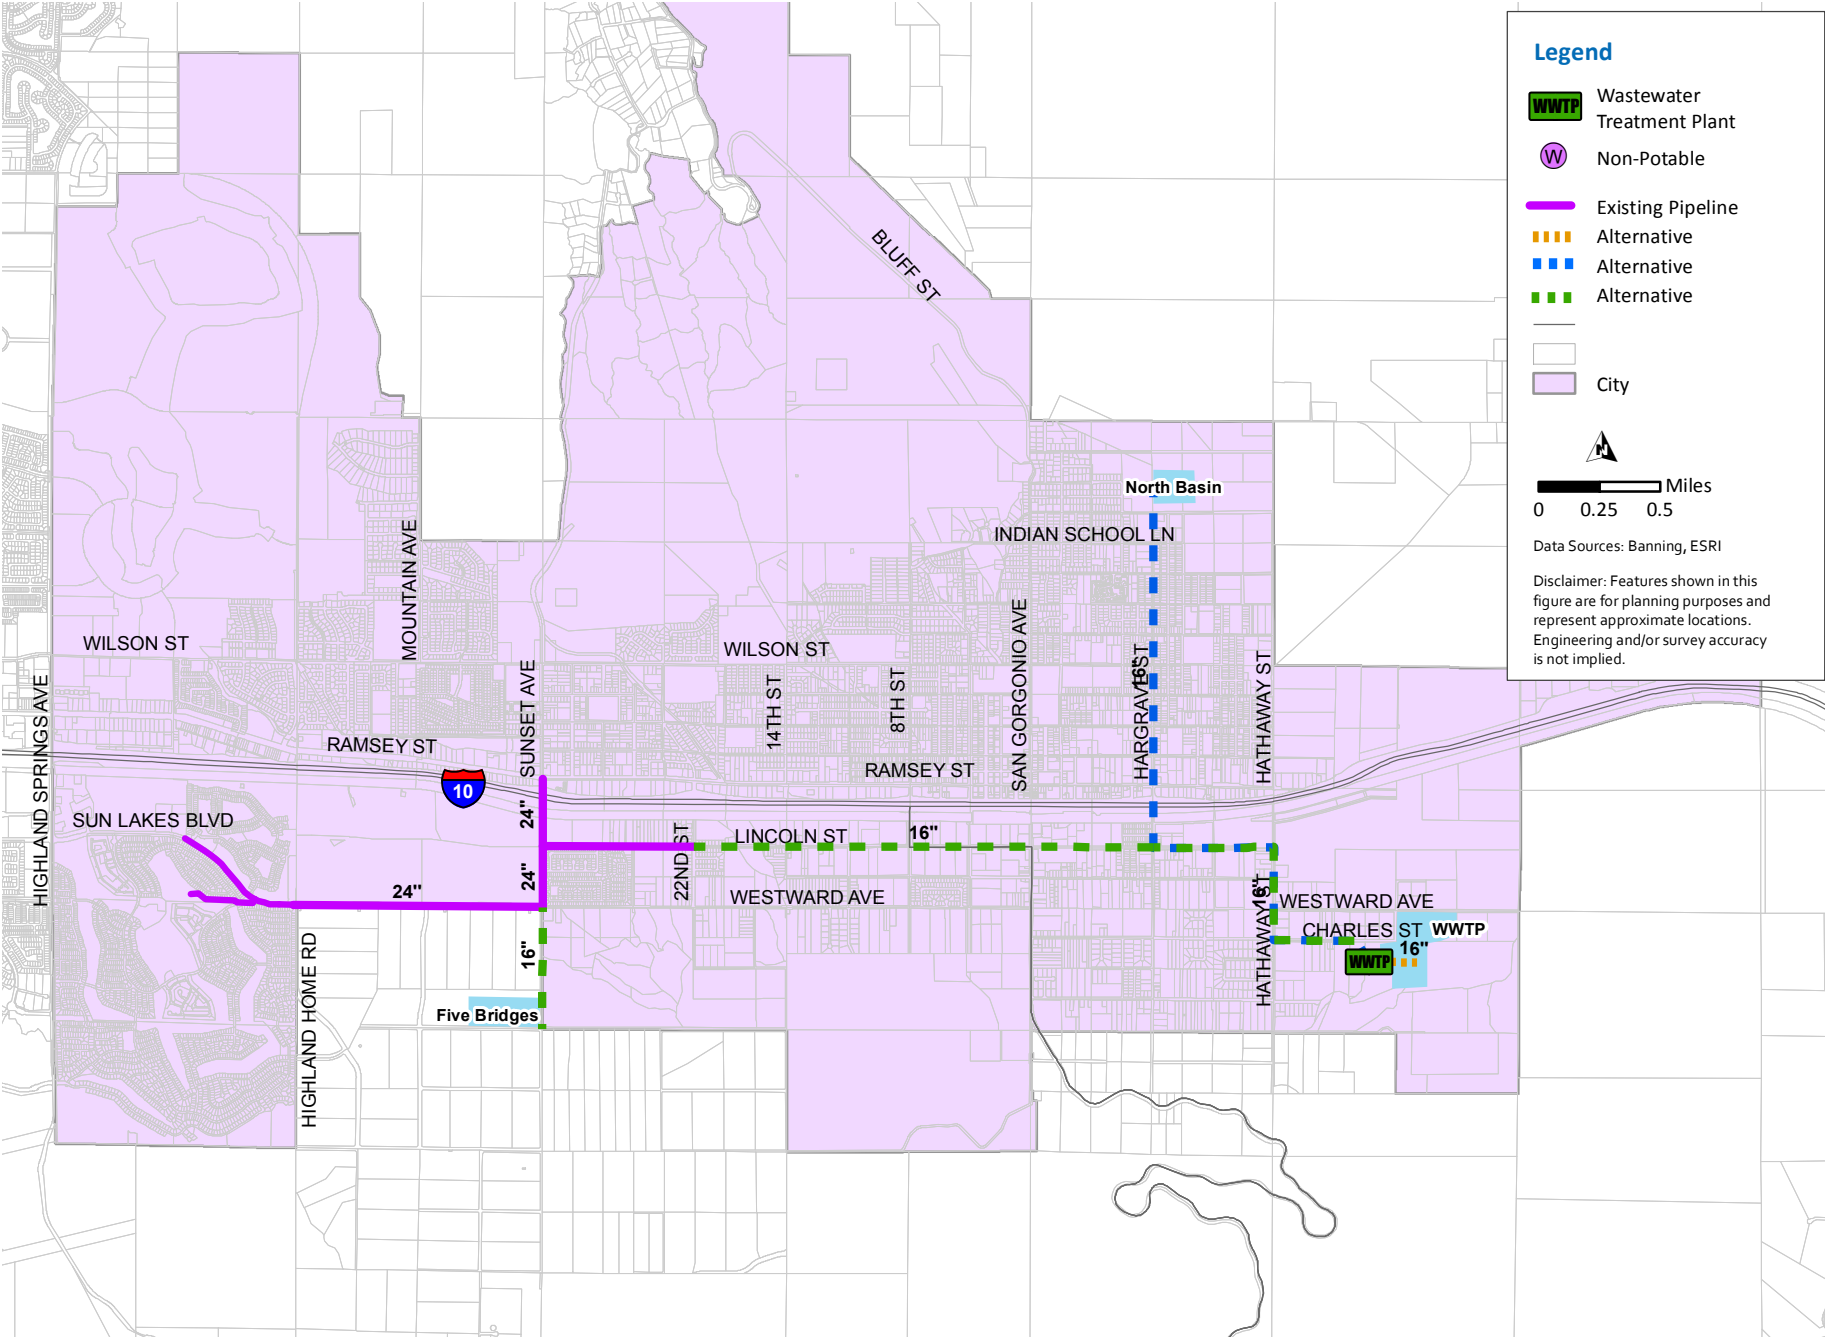 Legend
WWTP
Wastewater
Treatment Plant
W
Non-Potable
Existing Pipeline
Alternative
Alternative
Alternative
City
N
Miles
0 0.25 0.5
Data Sources: Banning, ESRI
Disclaimer: Features shown in this
figure are for planning purposes and
represent approximate locations.
Engineering and/or survey accuracy
is not implied.
BLUFF ST
North Basin
INDIAN SCHOOL LN
MOUNTAIN AVE
WILSON ST
WILSON ST
SUNSET AVE
14TH ST
8TH ST
SAN GORGONIO AVE
HARGRAVE ST
16"
HATHAWAY ST
HIGHLAND SPRINGS AVE
RAMSEY ST
RAMSEY ST
10
SUN LAKES BLVD
24"
24"
24"
22ND ST
LINCOLN ST
16"
WESTWARD AVE
16"
HATHAWAY ST
WESTWARD AVE
CHARLES ST
WWTP
16"
WWTP
16"
Five Bridges
HIGHLAND HOME RD